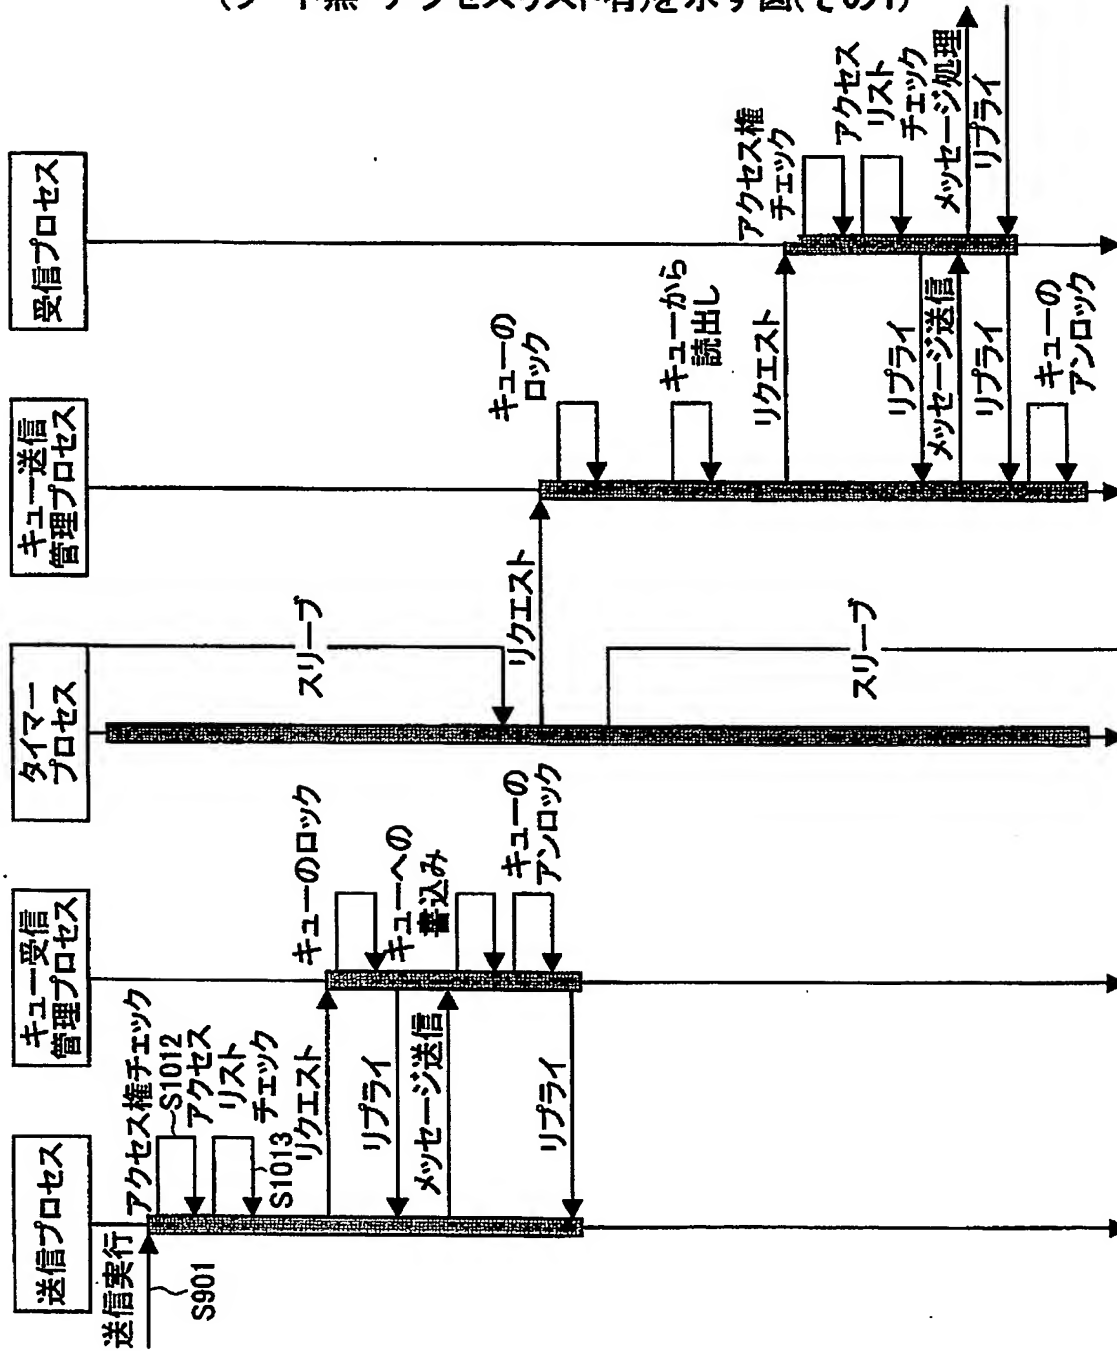 (ゲート無・アクセスリスト有)を示す図(その1)
送信プロセス
キュー受信
管理プロセス
タイマー
プロセス
キュー送信
管理プロセス
受信プロセス
送信実行
S901
アクセス権チェック
S1012
アクセス
リスト
チェック
S1013
リクエスト
キューのロック
リプライ
キューへの
書込み
メッセージ送信
キューの
アンロック
リプライ
スリープ
リクエスト
スリープ
キューの
ロック
キューから
読出し
リクエスト
アクセス権
チェック
アクセス
リスト
チェック
リプライ
メッセージ送信
メッセージ処理
リプライ
リプライ
キューの
アンロック